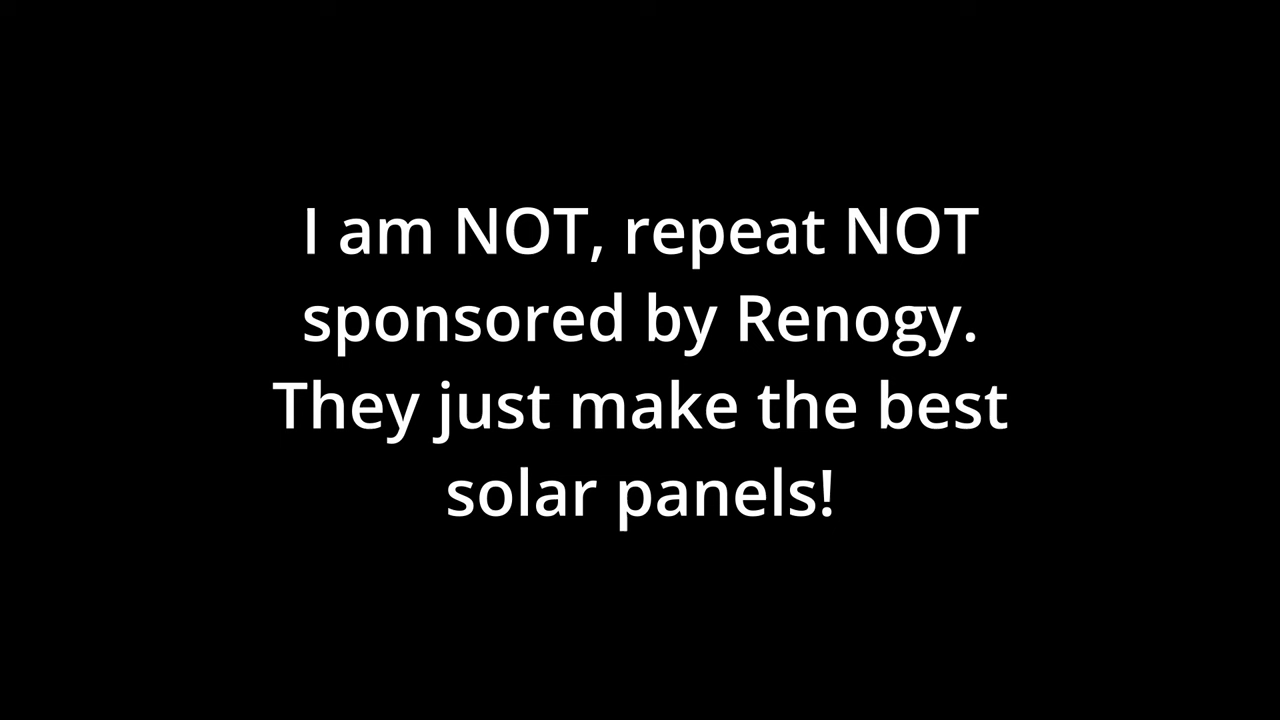 I am NOT, repeat NOT
sponsored by Renogy.
They just make the best
solar panels!